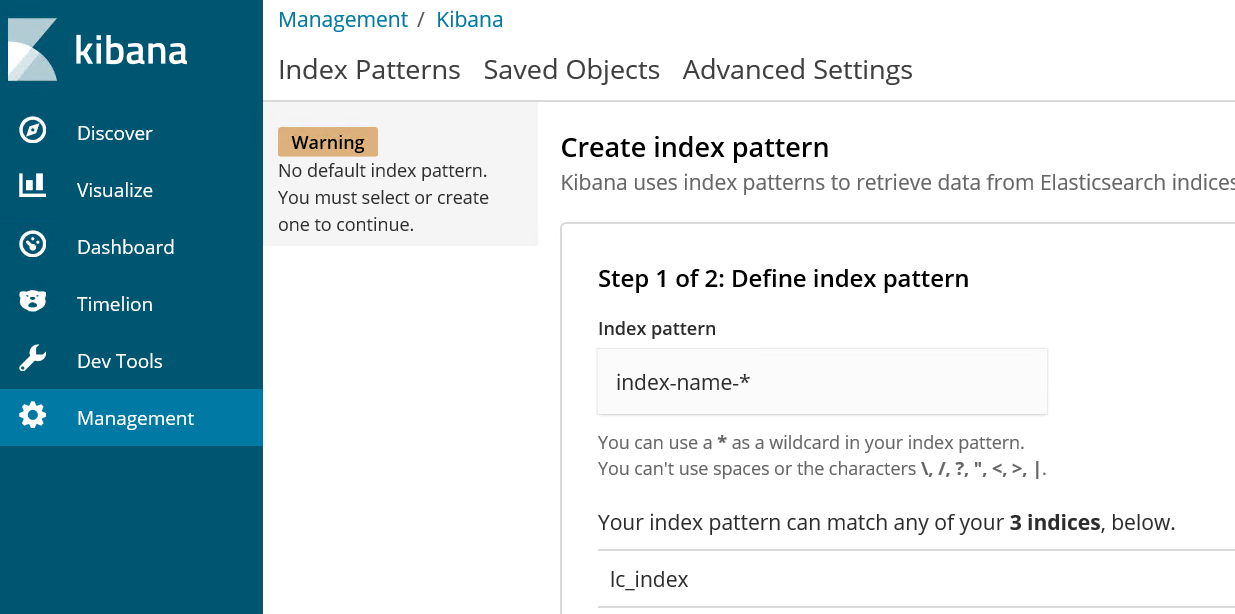 kibana
Discover
Visualize
Dashboard
Timelion
Dev Tools
Management
Management / Kibana
Index Patterns Saved Objects Advanced Settings
Warning
No default index pattern.
You must select or create
one to continue.
Create index pattern
Kibana uses index patterns to retrieve data from Elasticsearch indices
Step 1 of 2: Define index pattern
Index pattern
index-name-*
You can use a * as a wildcard in your index pattern.
You can't use spaces or the characters \, /, ?, ", <, >, |.
Your index pattern can match any of your 3 indices, below.
lc_index